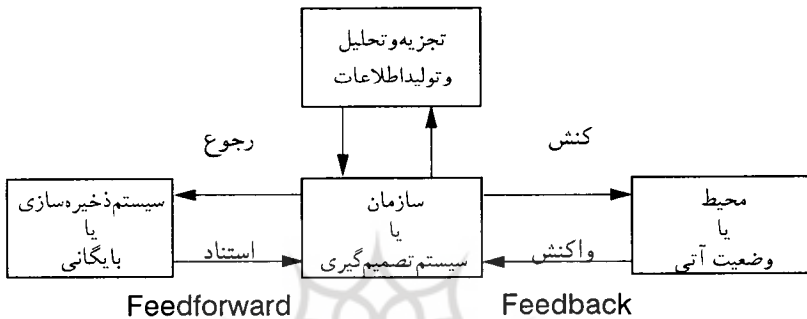 تجزیه‌وتحلیل
وتولیداطلاعات
رجوع
کنش
سیستم‌ذخیره‌سازی
یا
بایگانی
استناد
سازمان
یا
سیستم‌تصمیم‌گیری
واکنش
محیط
یا
وضعیت آتی
Feedforward
Feedback